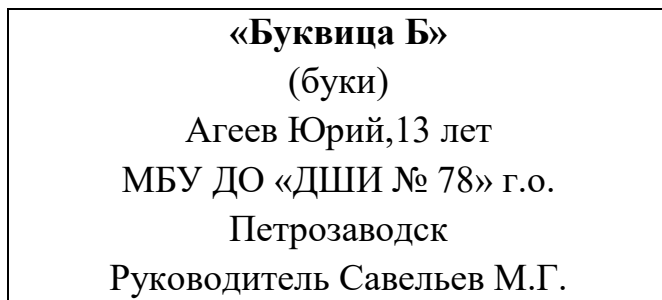 «Буквица Б»
(буки)
Агеев Юрий,13 лет
МБУ ДО «ДШИ № 78» г.о.
Петрозаводск
Руководитель Савельев М.Г.